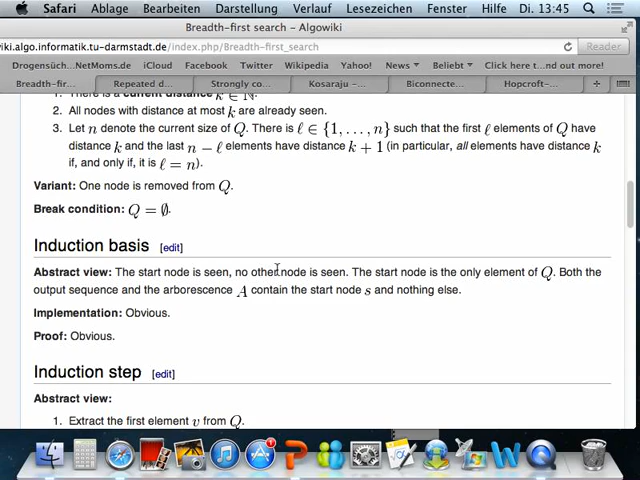 Safari Ablage Bearbeiten Darstellung Verlauf Lesezeichen Fenster Hilfe Di. 13:45
Breadth-first search – Algowiki
wiki.algo.informatik.tu-darmstadt.de/index.php/Breadth-first_search Reader
Drogensüch...NetMoms.de iCloud Facebook Twitter Wikipedia Yahoo! News Beliebt Click here t...wiftread.com
Breadth-fir... Repeated d... Strongly co... Kosaraju -... Biconnecte... Hopcroft-...
1. There is a current distance k ∈ ℕ.
2. All nodes with distance at most k are already seen.
3. Let n denote the current size of Q. There is ℓ ∈ {1, . . . , n} such that the first ℓ elements of Q have
distance k and the last n − ℓ elements have distance k + 1 (in particular, all elements have distance k
if, and only if, it is ℓ = n).
Variant: One node is removed from Q.
Break condition: Q = ∅.
Induction basis [edit]
Abstract view: The start node is seen, no other node is seen. The start node is the only element of Q. Both the
output sequence and the arborescence A contain the start node s and nothing else.
Implementation: Obvious.
Proof: Obvious.
Induction step [edit]
Abstract view:
1. Extract the first element v from Q.